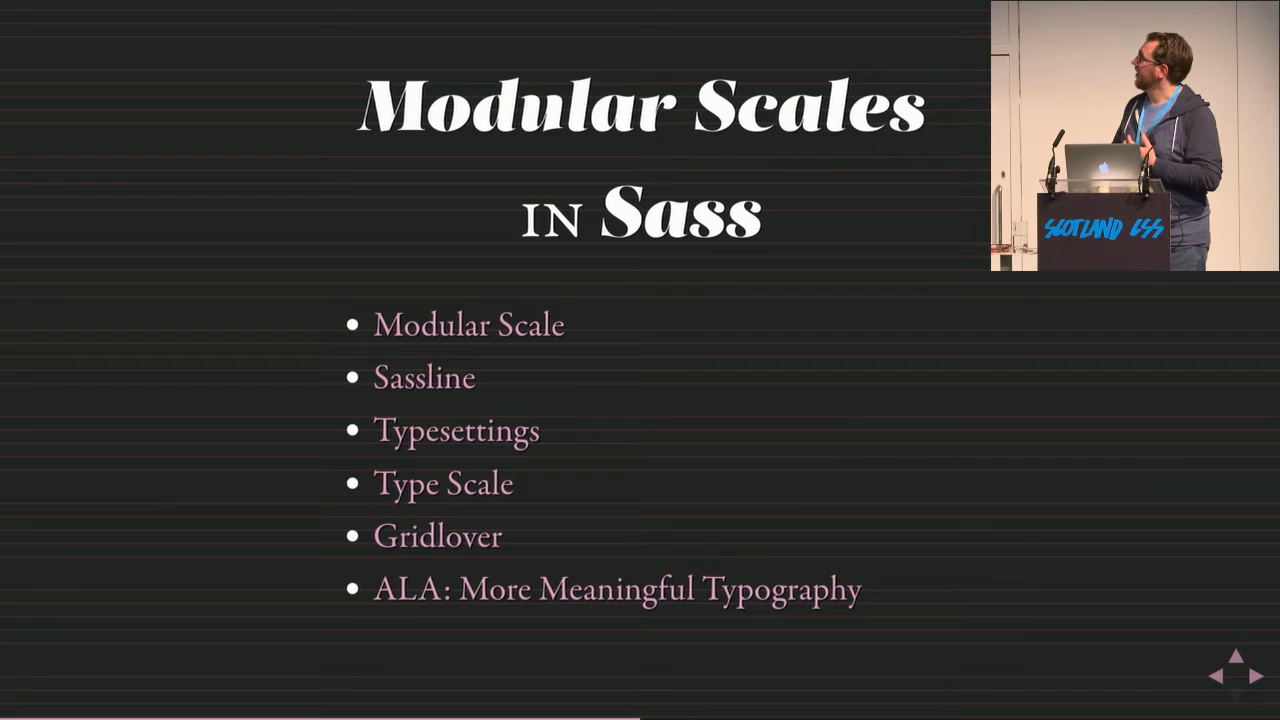 Modular Scales
IN Sass
Modular Scale
Sassline
Typesettings
Type Scale
Gridlover
ALA: More Meaningful Typography
SCOTLAND CSS